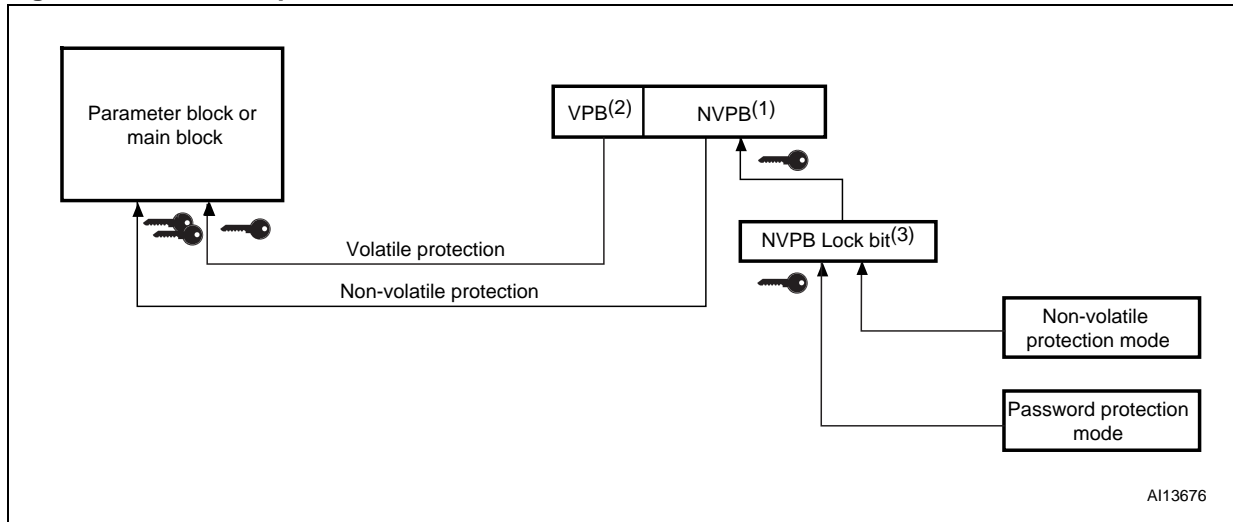 Parameter block or
main block
VPB(2)
NVPB(1)
NVPB Lock bit(3)
Volatile protection
Non-volatile protection
Non-volatile
protection mode
Password protection
mode
AI13676